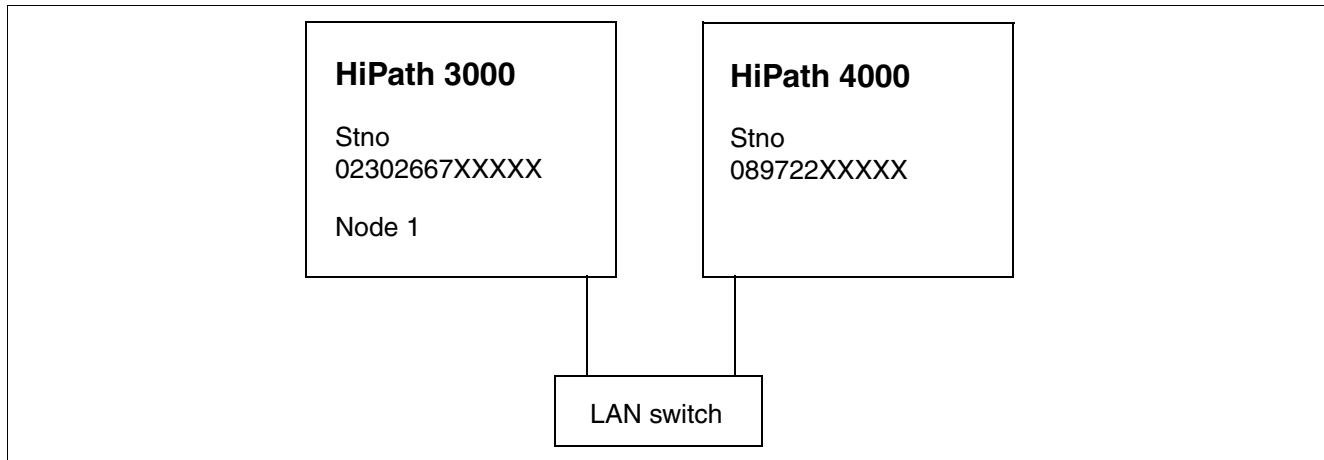 HiPath 3000
Stno
02302667XXXXX
Node 1
HiPath 4000
Stno
089722XXXXX
LAN switch